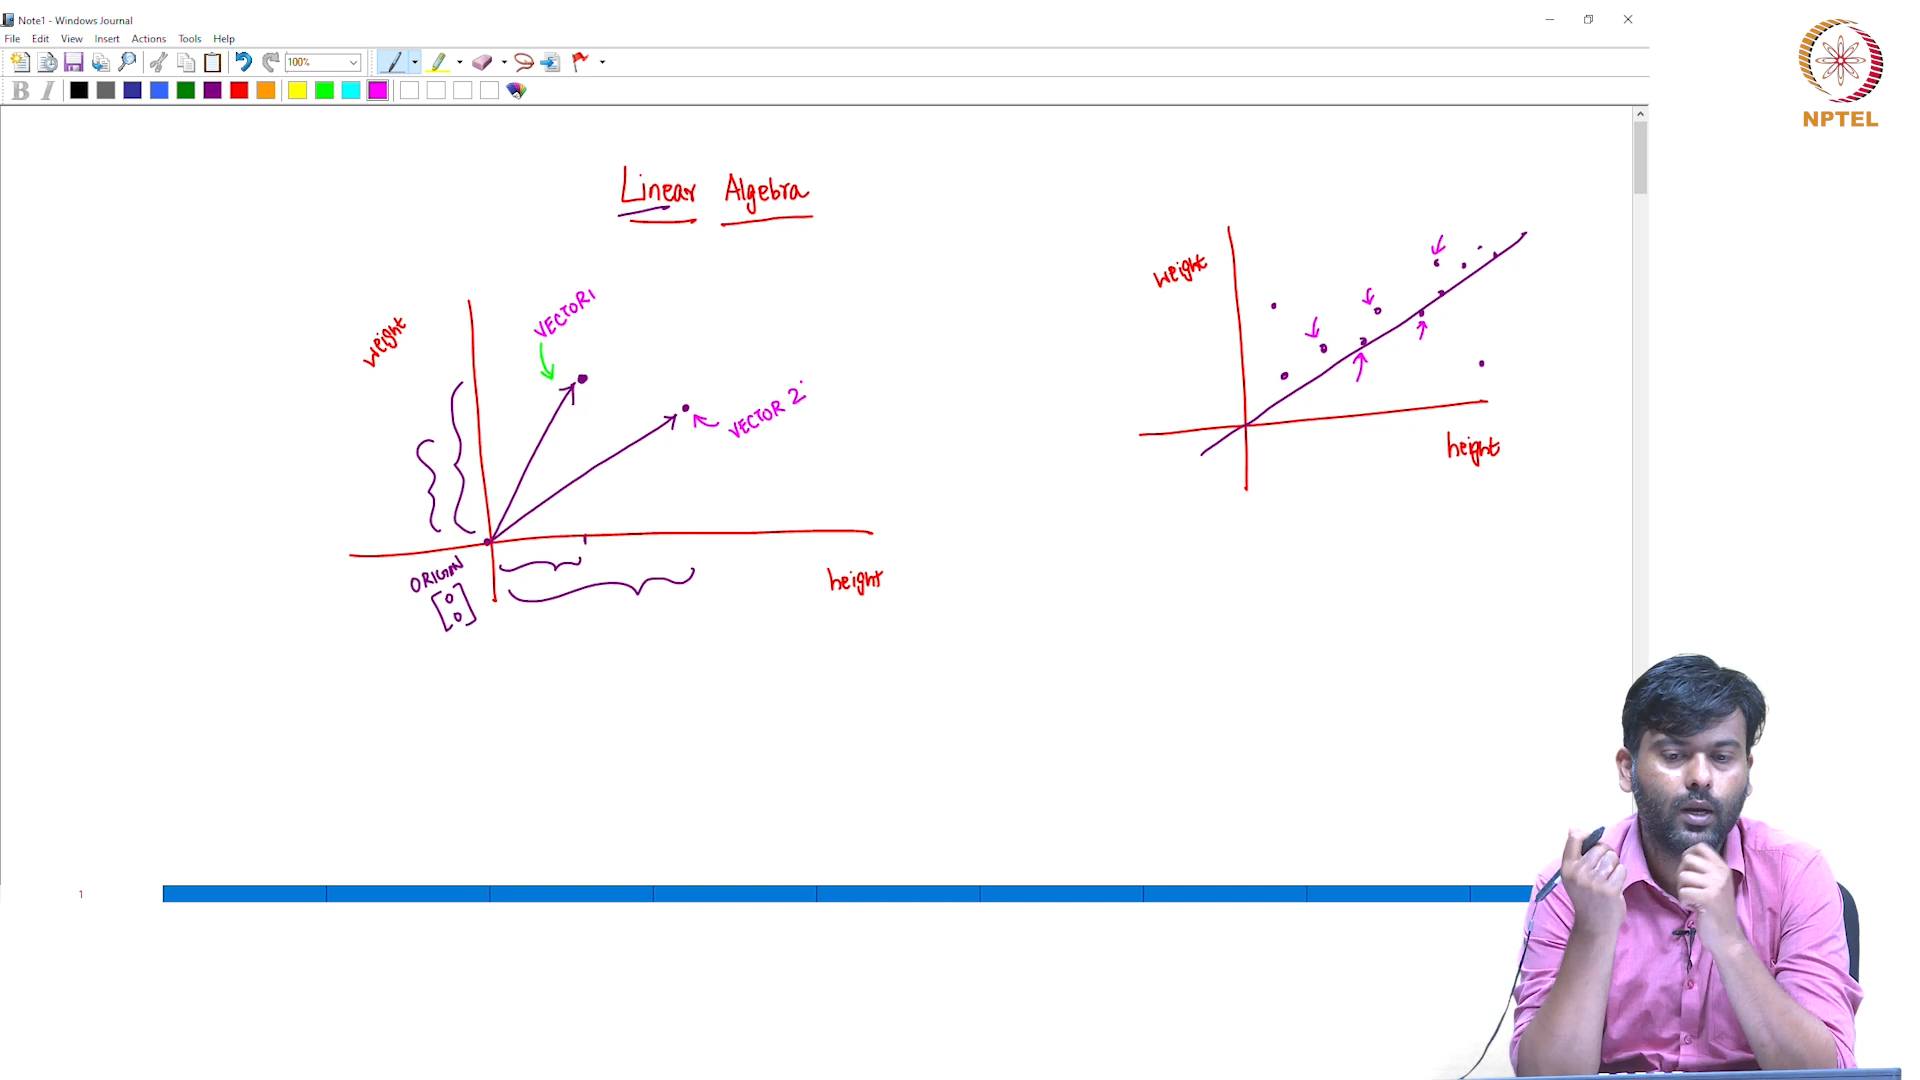 Note1 - Windows Journal
File Edit View Insert Actions Tools Help
100%
B I
NPTEL
Linear Algebra
weight
VECTOR1
VECTOR 2
height
ORIGIN
[0
0]
weight
height
1